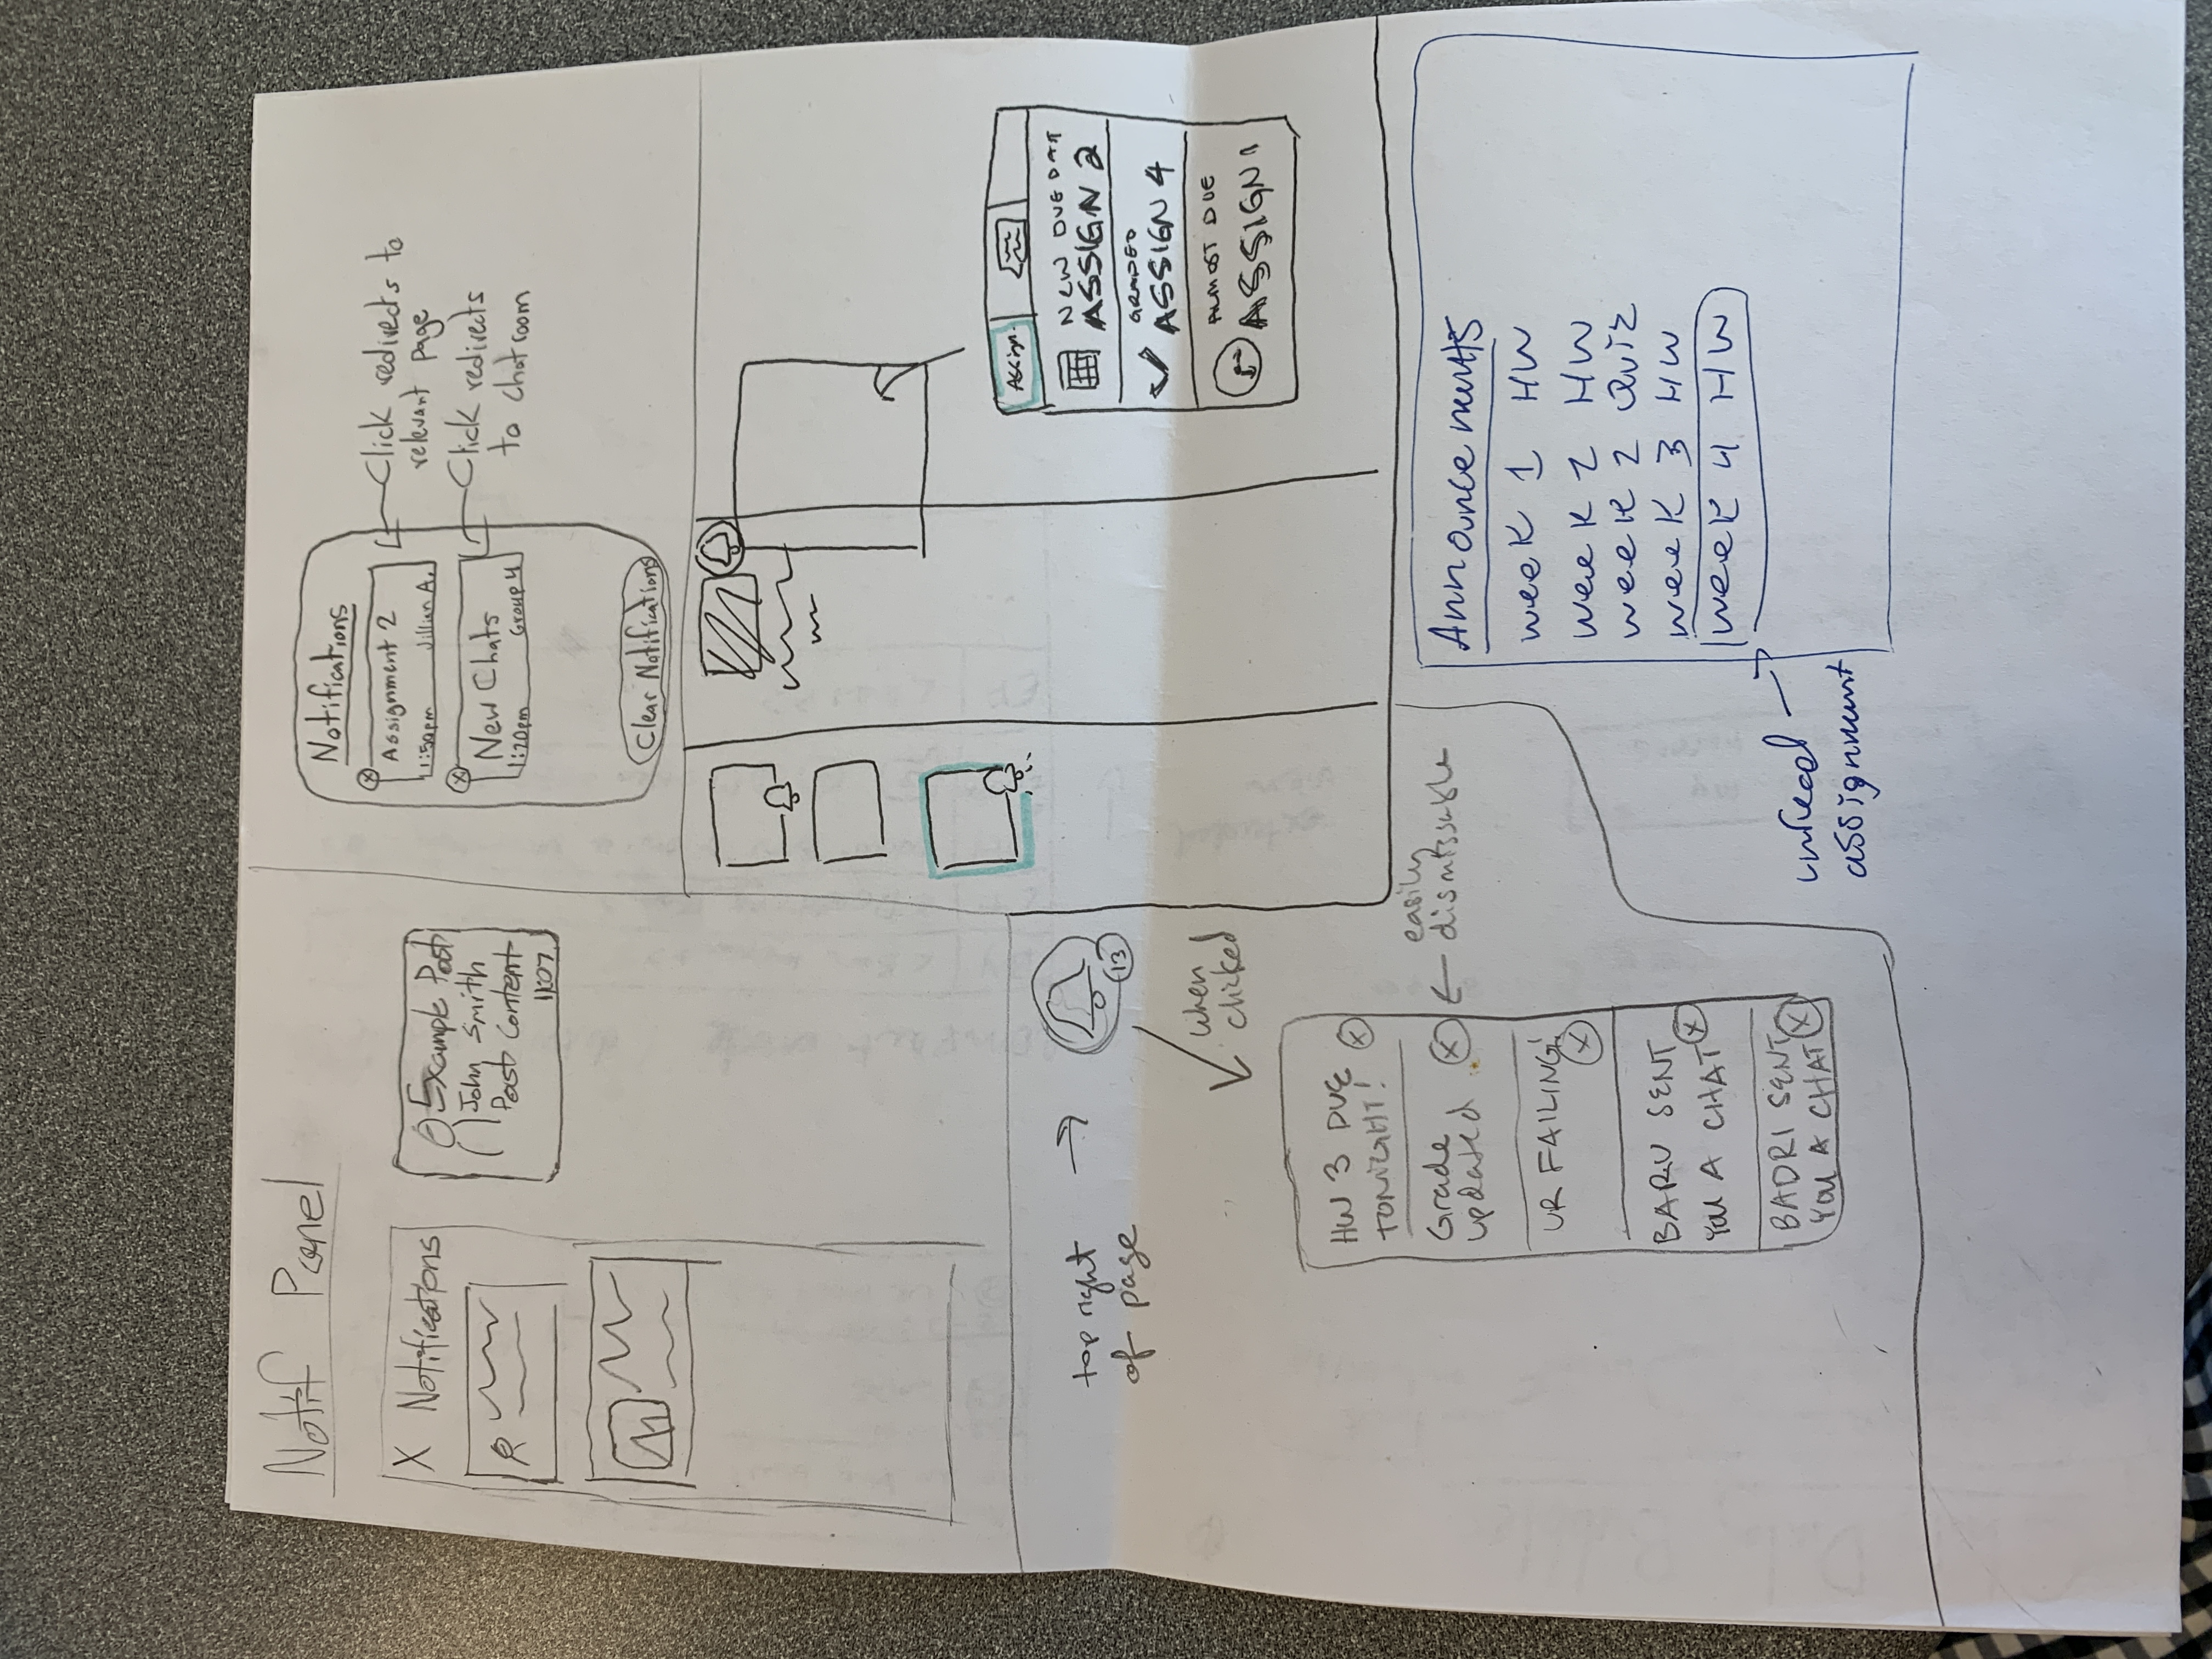 Notif Panel
X Notifications
Example Post
John Smith
Post Content
11:07
Notifications
X
Assignment 2
1:50pm Jillian A.
X
New Chats
1:20pm Group 4
Clear Notifications
Click redirects to
relevant page
Click redirects
to chatroom
Assign.
NEW DUE DATE
ASSIGN 2
GRADED
ASSIGN 4
ALMOST DUE
ASSIGN 1
top right
of page
13
when
clicked
HW 3 DUE
TONIGHT!
X
Grade
updated
X
easily
dismissable
UR FAILING!
X
BARU SENT
YOU A CHAT
X
BADRI SENT
YOU A CHAT
X
Announcements
week 1 HW
week 2 HW
week 2 Quiz
week 3 HW
week 4 HW
unread
assignment